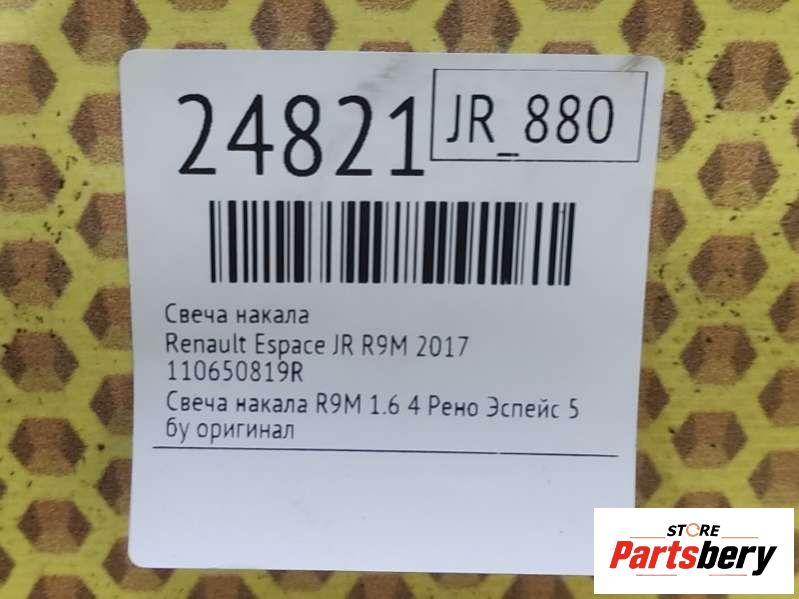 24821
JR_880
Свеча накала
Renault Espace JR R9M 2017
110650819R
Свеча накала R9M 1.6 4 Рено Эспейс 5
бу оригинал
STORE
Partsbery